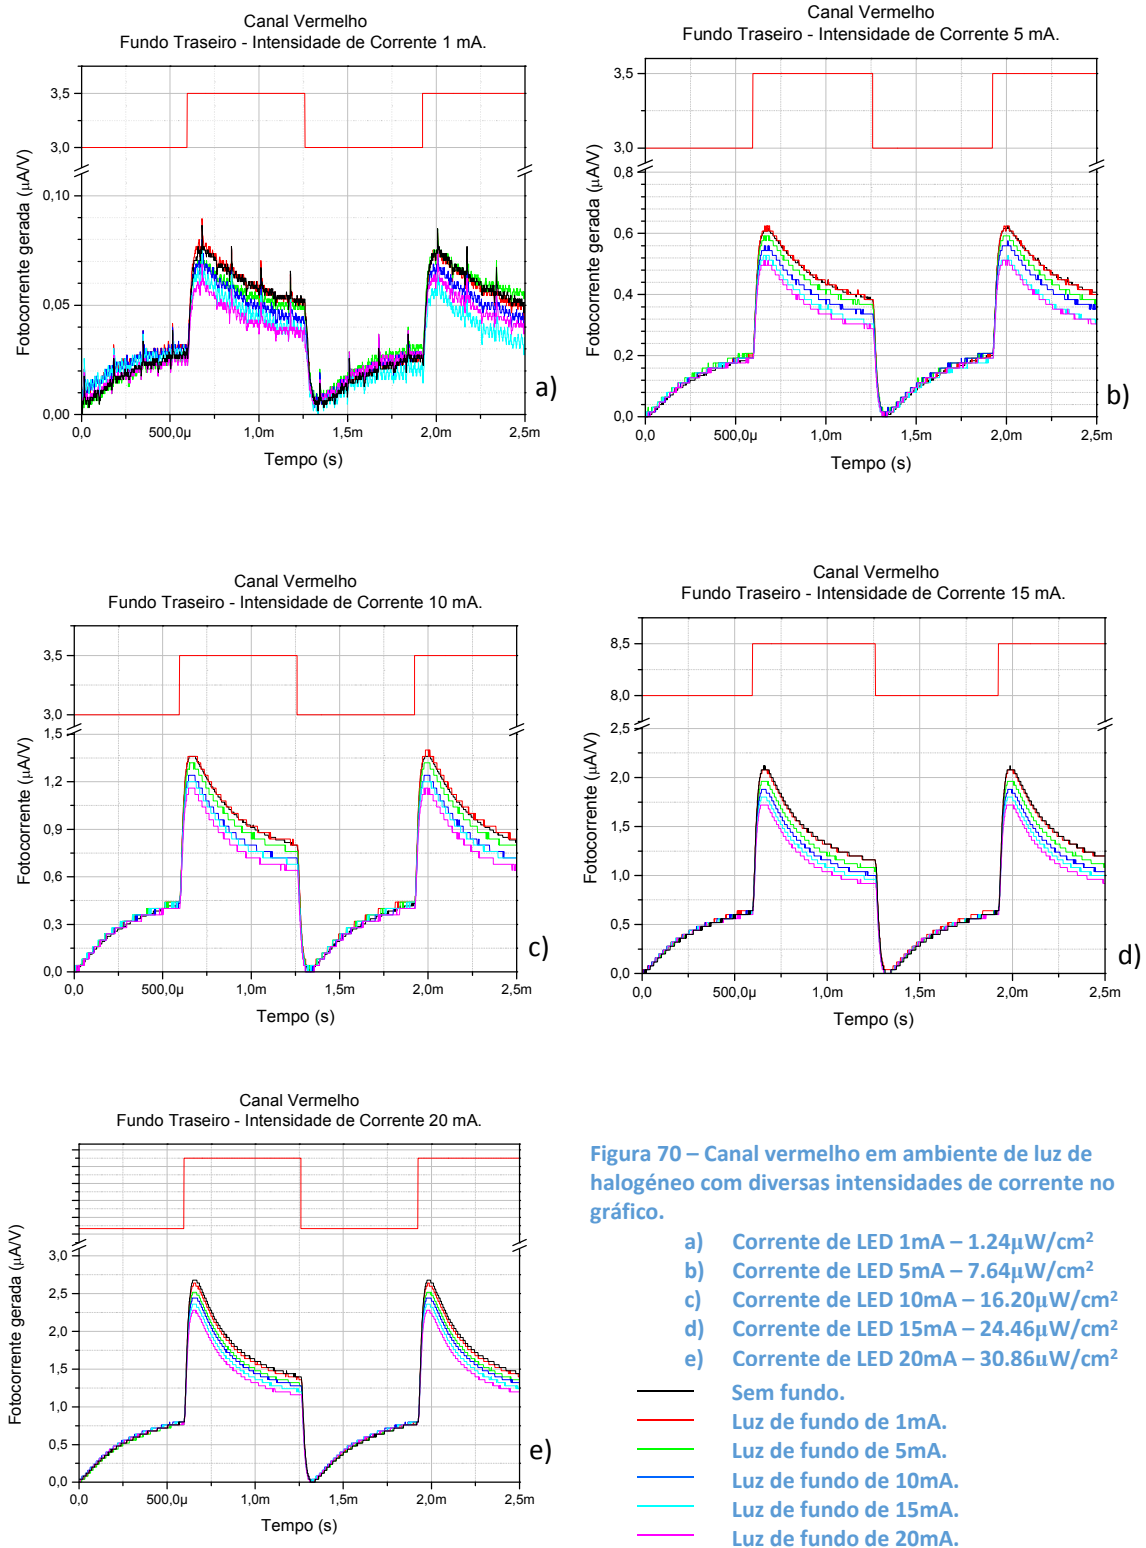 Canal Vermelho
Fundo Traseiro - Intensidade de Corrente 1 mA.
3,5
3,0
0,10
0,05
0,00
Fotocorrente gerada (μA/V)
0,0 500,0μ 1,0m 1,5m 2,0m 2,5m
Tempo (s)
a)
Canal Vermelho
Fundo Traseiro - Intensidade de Corrente 5 mA.
3,5
3,0
0,8
0,6
0,4
0,2
0,0
Fotocorrente gerada (μA/V)
0,0 500,0μ 1,0m 1,5m 2,0m 2,5m
Tempo (s)
b)
Canal Vermelho
Fundo Traseiro - Intensidade de Corrente 10 mA.
3,5
3,0
1,5
1,2
0,9
0,6
0,3
0,0
Fotocorrente (μA/V)
0,0 500,0μ 1,0m 1,5m 2,0m 2,5m
Tempo (s)
c)
Canal Vermelho
Fundo Traseiro - Intensidade de Corrente 15 mA.
8,5
8,0
2,5
2,0
1,5
1,0
0,5
0,0
Fotocorrente (μA/V)
0,0 500,0μ 1,0m 1,5m 2,0m 2,5m
Tempo (s)
d)
Canal Vermelho
Fundo Traseiro - Intensidade de Corrente 20 mA.
3,0
2,5
2,0
1,5
1,0
0,5
0,0
Fotocorrente gerada (μA/V)
0,0 500,0μ 1,0m 1,5m 2,0m 2,5m
Tempo (s)
e)
Figura 70 – Canal vermelho em ambiente de luz de
halogéneo com diversas intensidades de corrente no
gráfico.
a) Corrente de LED 1mA – 1.24μW/cm²
b) Corrente de LED 5mA – 7.64μW/cm²
c) Corrente de LED 10mA – 16.20μW/cm²
d) Corrente de LED 15mA – 24.46μW/cm²
e) Corrente de LED 20mA – 30.86μW/cm²
Sem fundo.
Luz de fundo de 1mA.
Luz de fundo de 5mA.
Luz de fundo de 10mA.
Luz de fundo de 15mA.
Luz de fundo de 20mA.